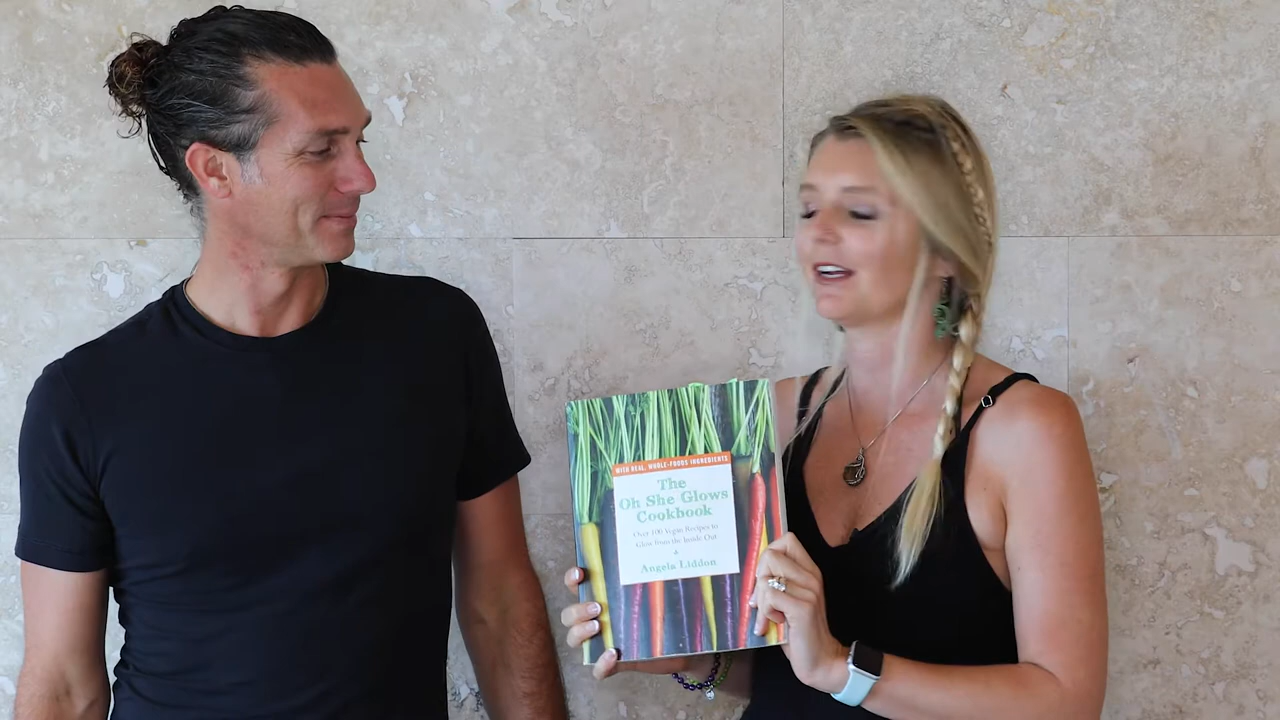 WITH REAL, WHOLE-FOODS INGREDIENTS
The
Oh She Glows
Cookbook
Over 100 Vegan Recipes to
Glow from the Inside Out
Angela Liddon